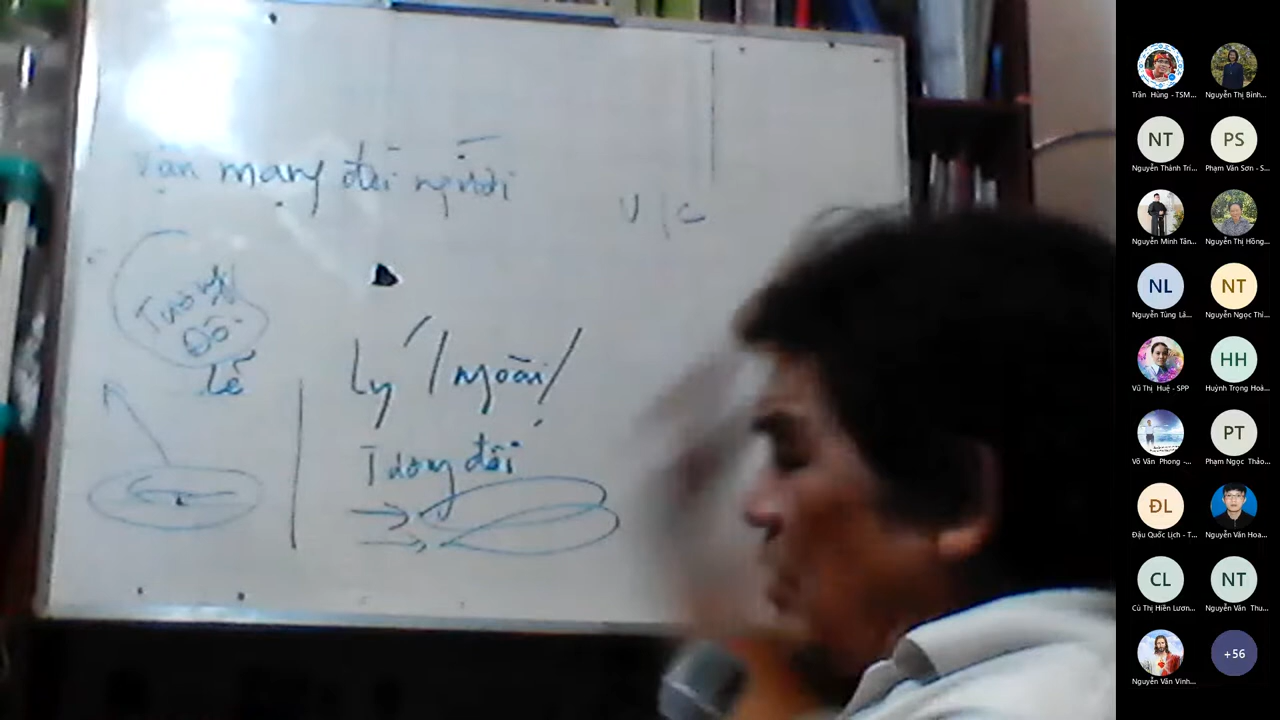 Vận mạng đời người
V/C
Tương
Đối
Lễ
Lý / ngoài /
Tương đối
Trần Hùng - TSM...
Nguyễn Thị Bình...
NT
Nguyễn Thành Trí...
PS
Phạm Văn Sơn - S...
Nguyễn Minh Tân...
Nguyễn Thị Hồng...
NL
Nguyễn Tùng Lâ...
NT
Nguyễn Ngọc Thi...
Vũ Thị Huệ - SPP
HH
Huỳnh Trọng Hoà...
Võ Văn Phong -...
PT
Phạm Ngọc Thảo...
ĐL
Đậu Quốc Lịch - T...
Nguyễn Văn Hoa...
CL
Cù Thị Hiền Lươn...
NT
Nguyễn Văn Thu...
Nguyễn Văn Vinh...
+56